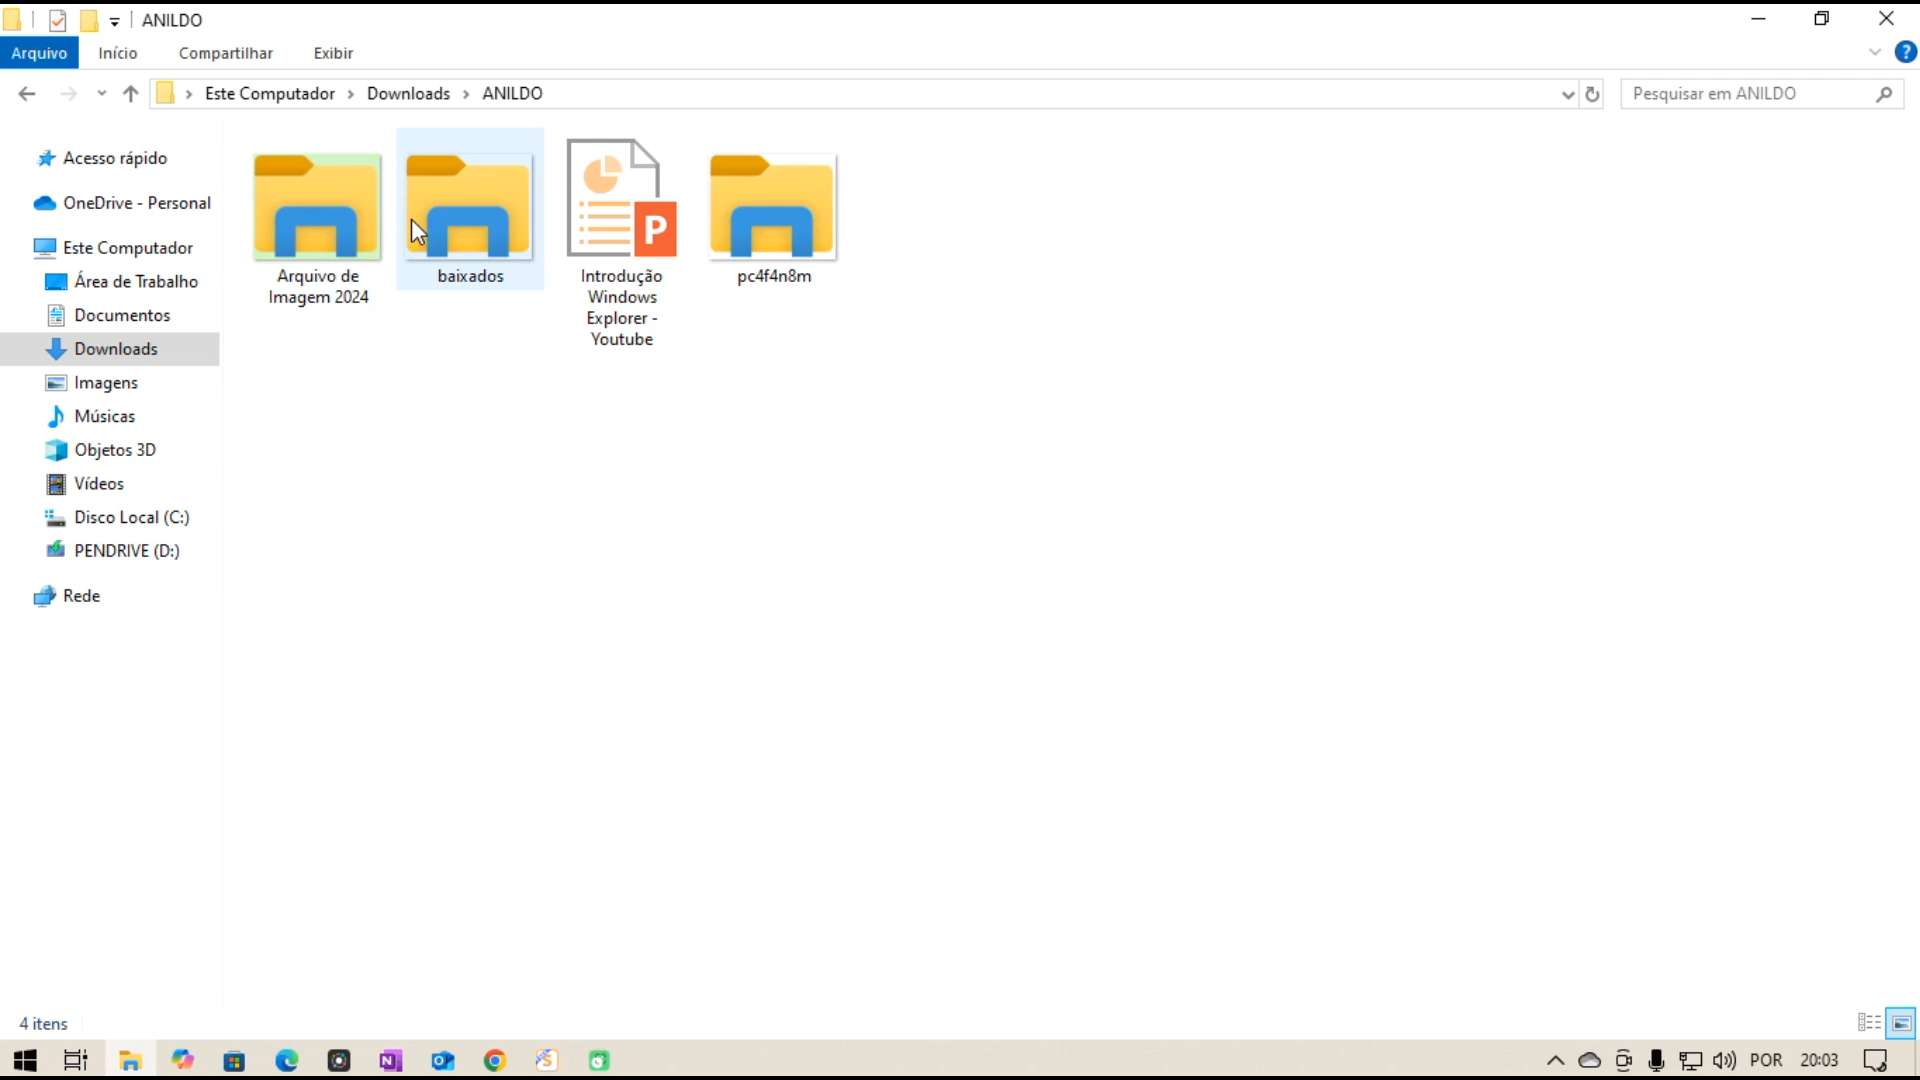 ANILDO
Arquivo Início Compartilhar Exibir ?
Este Computador Downloads ANILDO Pesquisar em ANILDO
Acesso rápido
OneDrive - Personal
Este Computador
Área de Trabalho
Documentos
Downloads
Imagens
Músicas
Objetos 3D
Vídeos
Disco Local (C:)
PENDRIVE (D:)
Rede
Arquivo de
Imagem 2024
baixados
P
Introdução
Windows
Explorer -
Youtube
pc4f4n8m
4 itens
POR 20:03